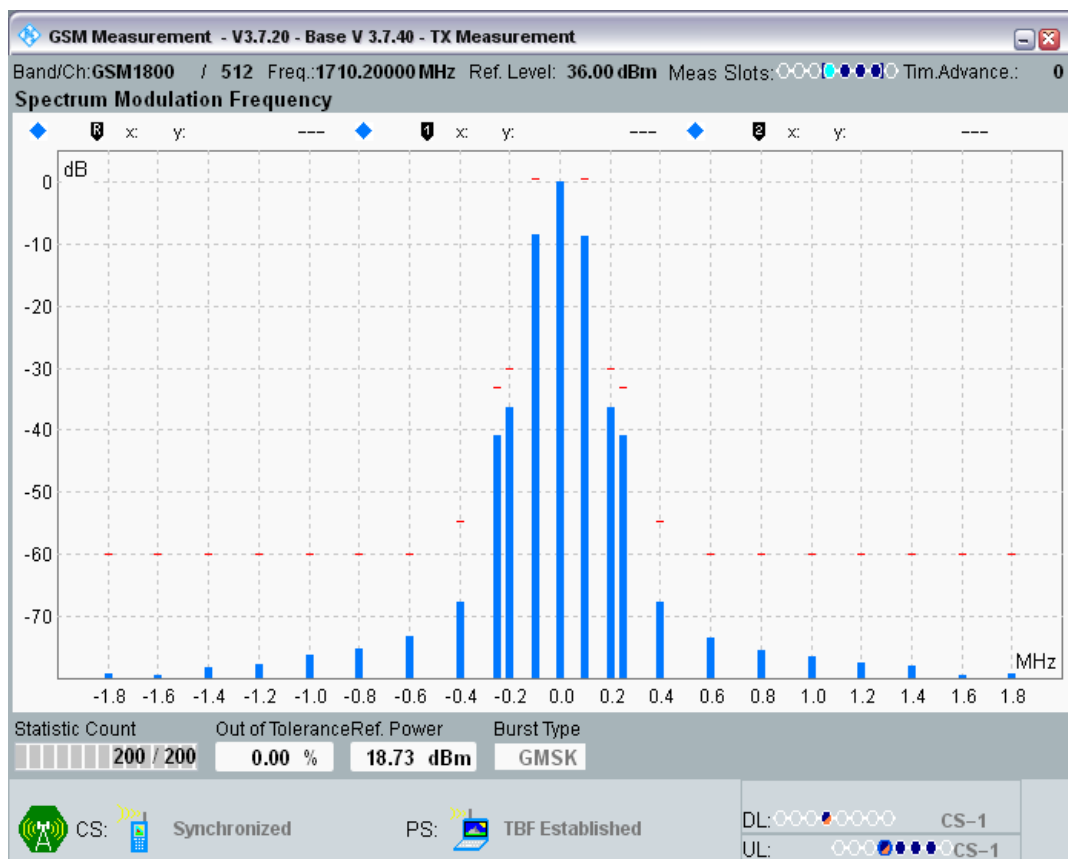 GSM Measurement - V3.7.20 - Base V 3.7.40 - TX Measurement
Band/Ch:GSM1800 / 512 Freq.:1710.20000 MHz Ref. Level: 36.00 dBm Meas Slots: Tim.Advance.: 0
Spectrum Modulation Frequency
R x: y: --- 1 x: y: --- 2 x: y: ---
dB
0
-10
-20
-30
-40
-50
-60
-70
MHz
-1.8 -1.6 -1.4 -1.2 -1.0 -0.8 -0.6 -0.4 -0.2 0.0 0.2 0.4 0.6 0.8 1.0 1.2 1.4 1.6 1.8
Statistic Count Out of Tolerance Ref. Power Burst Type
200 / 200 0.00 % 18.73 dBm GMSK
CS: Synchronized PS: TBF Established
DL: CS-1
UL: CS-1